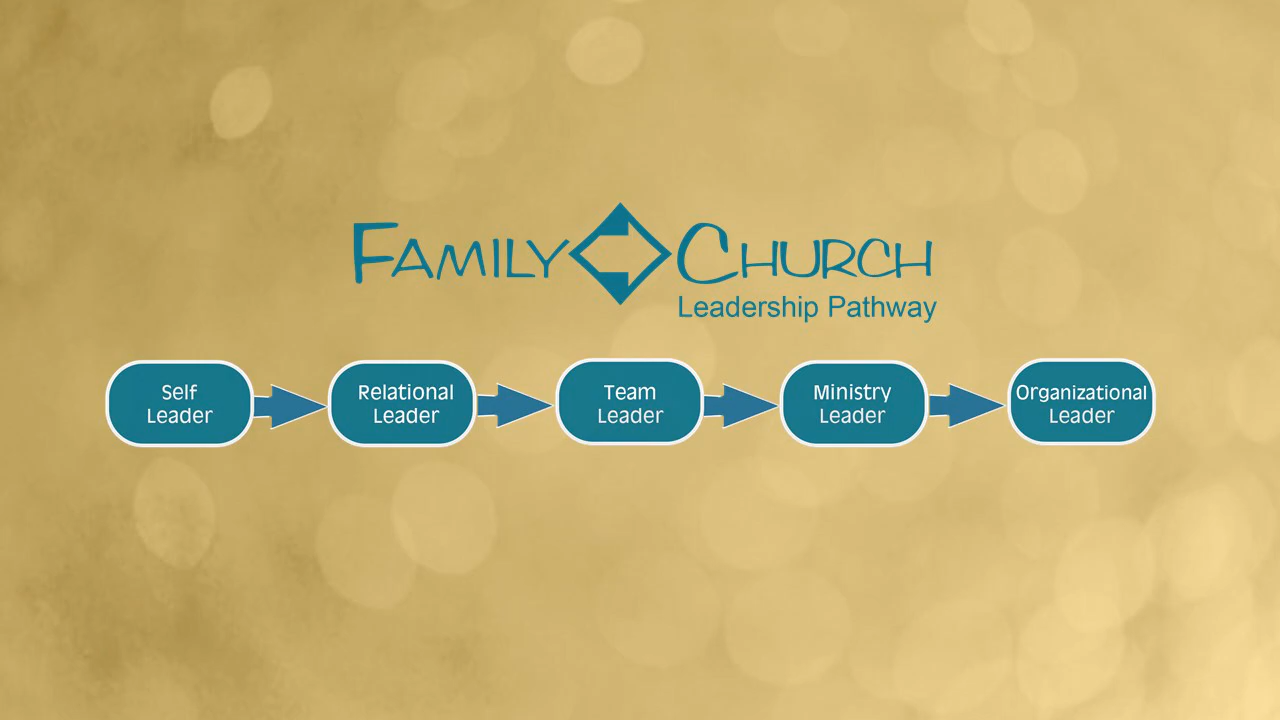 Family Church
Leadership Pathway
Self
Leader
Relational
Leader
Team
Leader
Ministry
Leader
Organizational
Leader